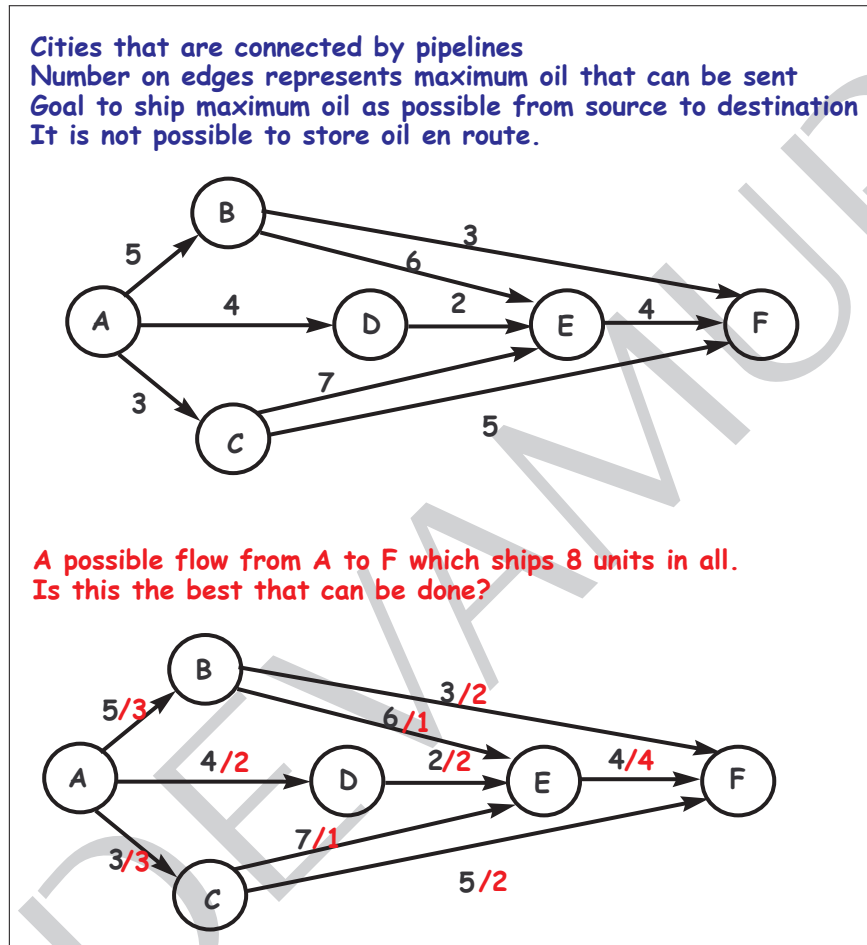 Cities that are connected by pipelines
Number on edges represents maximum oil that can be sent
Goal to ship maximum oil as possible from source to destination
It is not possible to store oil en route.
B
5
3
6
A
4
D
2
E
4
F
3
7
C
5
A possible flow from A to F which ships 8 units in all.
Is this the best that can be done?
B
5/3
3/2
6/1
A
4/2
D
2/2
E
4/4
F
3/3
7/1
C
5/2
DEVAMUR